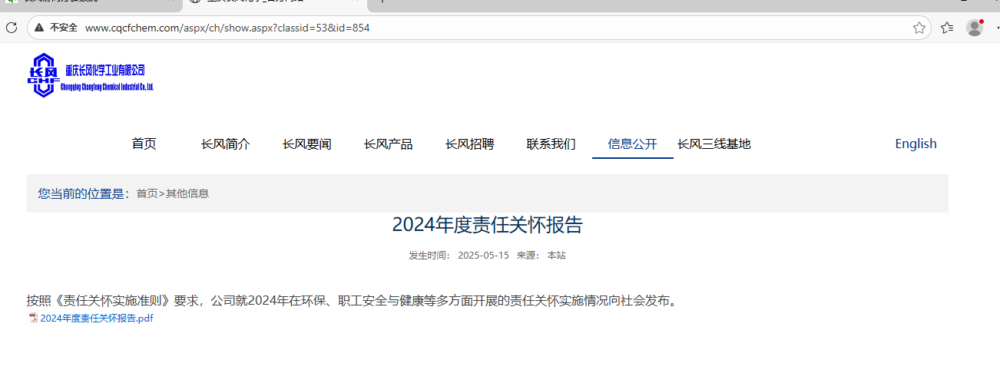 不安全 www.cqcfchem.com/aspx/ch/show.aspx?classid=53&id=854
长风
CHF
重庆长风化学工业有限公司
Chongqing Changfeng Chemical Industrial Co., Ltd.
首页 长风简介 长风要闻 长风产品 长风招聘 联系我们 信息公开 长风三线基地 English
您当前的位置是：首页>其他信息
2024年度责任关怀报告
发生时间： 2025-05-15 来源： 本站
按照《责任关怀实施准则》要求，公司就2024年在环保、职工安全与健康等多方面开展的责任关怀实施情况向社会发布。
2024年度责任关怀报告.pdf